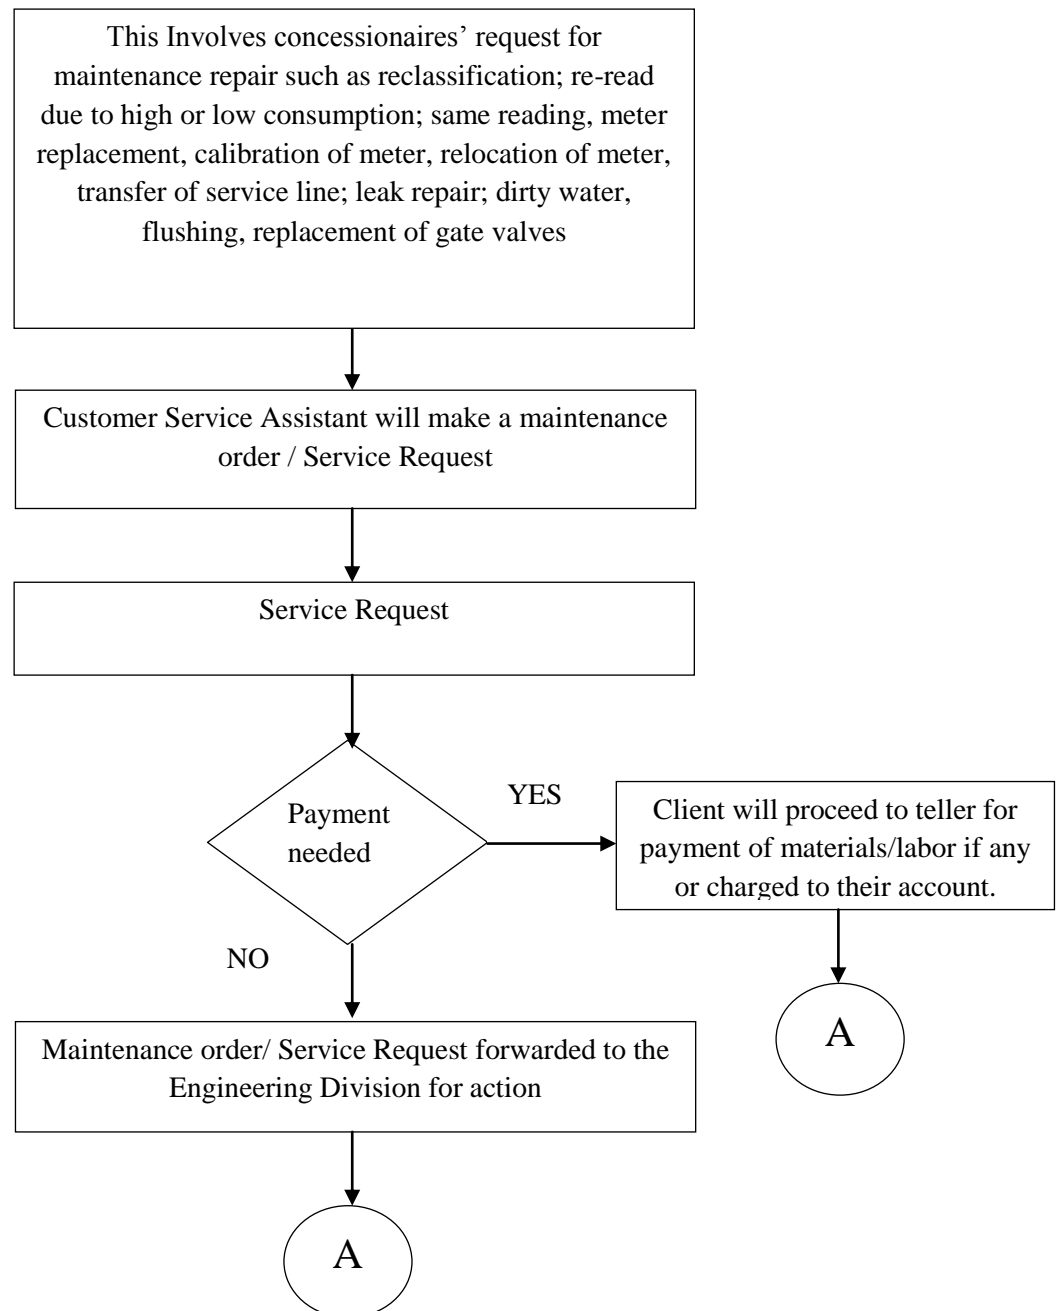 This Involves concessionaires’ request for
maintenance repair such as reclassification; re-read
due to high or low consumption; same reading, meter
replacement, calibration of meter, relocation of meter,
transfer of service line; leak repair; dirty water,
flushing, replacement of gate valves
Customer Service Assistant will make a maintenance
order / Service Request
Service Request
Payment
needed
YES
Client will proceed to teller for
payment of materials/labor if any
or charged to their account.
NO
A
Maintenance order/ Service Request forwarded to the
Engineering Division for action
A